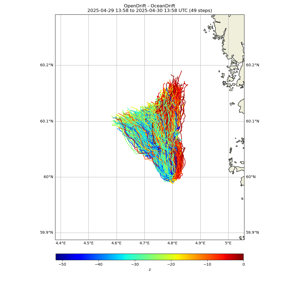 OpenDrift - OceanDrift
2025-04-29 13:58 to 2025-04-30 13:58 UTC (49 steps)
60.2°N
60.1°N
60°N
59.9°N
4.4°E 4.5°E 4.6°E 4.7°E 4.8°E 4.9°E 5°E 59.9°N
−50 −40 −30 −20 −10 0
z